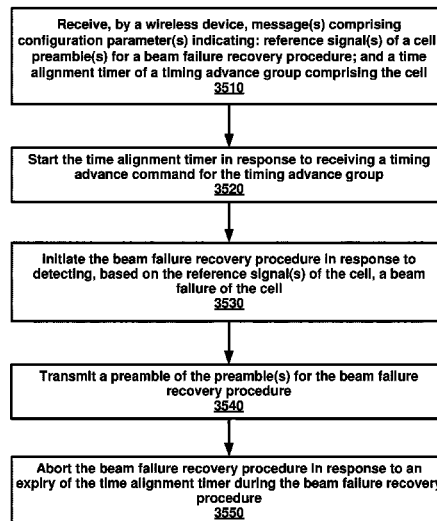 Receive, by a wireless device, message(s) comprising
configuration parameter(s) indicating: reference signal(s) of a cell
preamble(s) for a beam failure recovery procedure; and a time
alignment timer of a timing advance group comprising the cell
3510
Start the time alignment timer in response to receiving a timing
advance command for the timing advance group
3520
Initiate the beam failure recovery procedure in response to
detecting, based on the reference signal(s) of the cell, a beam
failure of the cell
3530
Transmit a preamble of the preamble(s) for the beam failure
recovery procedure
3540
Abort the beam failure recovery procedure in response to an
expiry of the time alignment timer during the beam failure recovery
procedure
3550